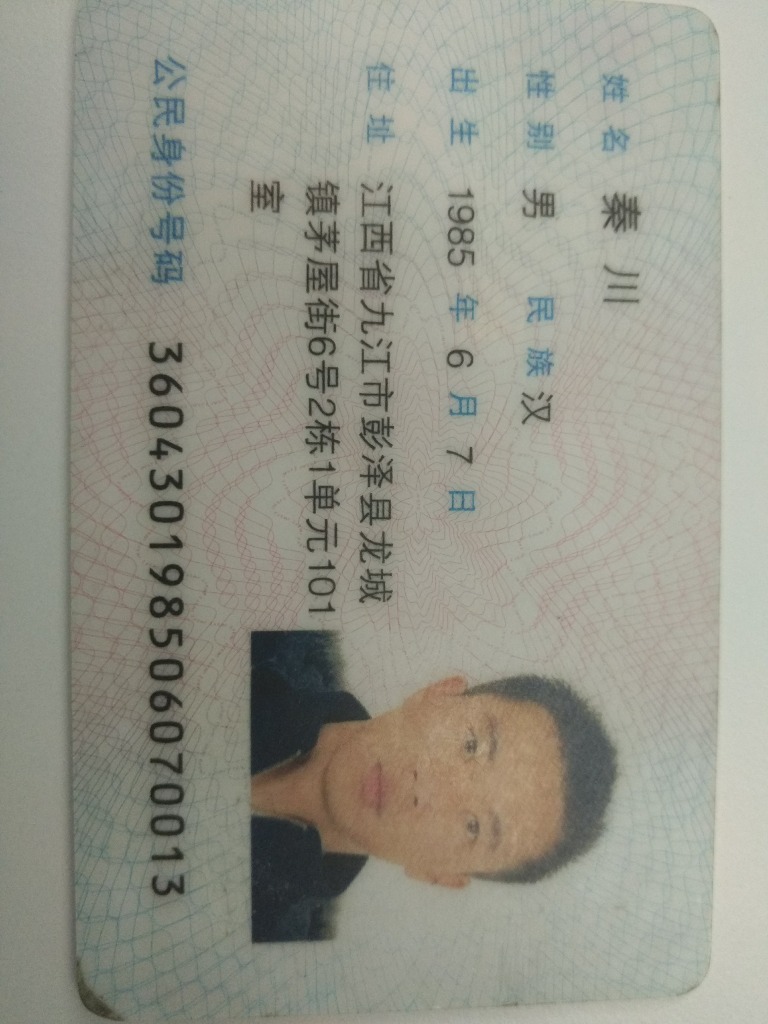 姓名 秦川
性别 男 民族 汉
出生 1985 年 6 月 7 日
住址 江西省九江市彭泽县龙城
镇茅屋街6号2栋1单元101
室
公民身份号码 360430198506070013